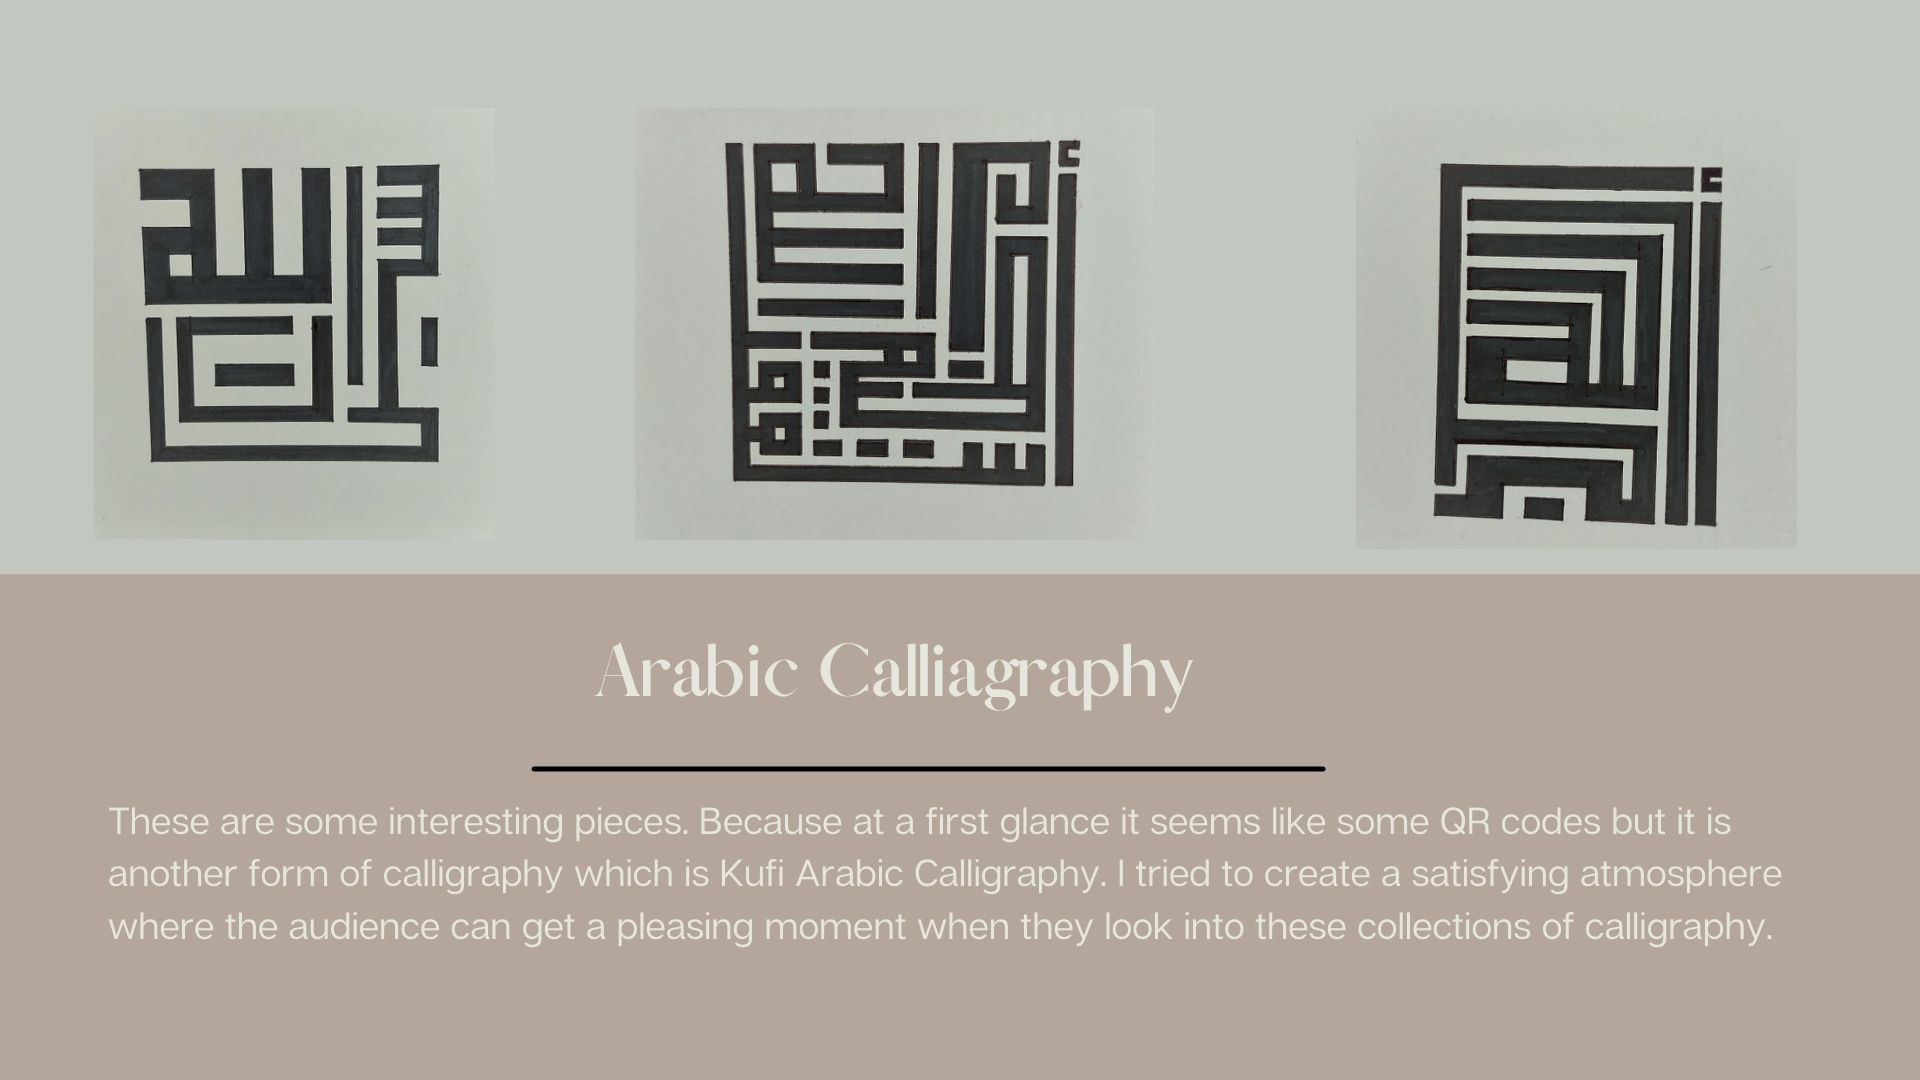 سبحان الله
Arabic Calliagraphy
These are some interesting pieces. Because at a first glance it seems like some QR codes but it is
another form of calligraphy which is Kufi Arabic Calligraphy. I tried to create a satisfying atmosphere
where the audience can get a pleasing moment when they look into these collections of calligraphy.